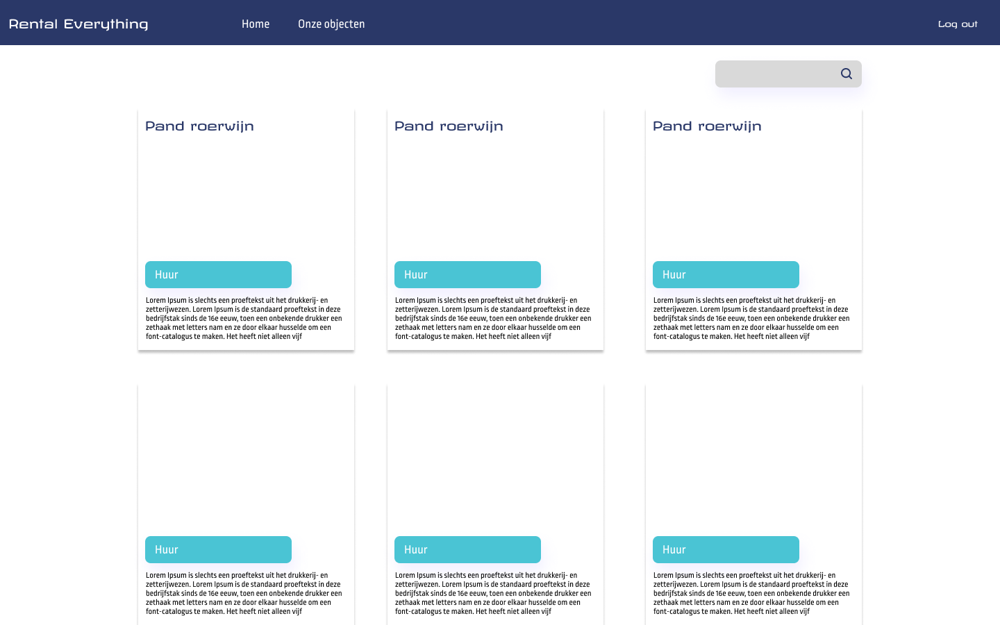 Rental Everything Home Onze objecten Log out
Pand roerwijn
Huur
Lorem Ipsum is slechts een proeftekst uit het drukkerij- en
zetterijwezen. Lorem Ipsum is de standaard proeftekst in deze
bedrijfstak sinds de 16e eeuw, toen een onbekende drukker een
zethaak met letters nam en ze door elkaar husselde om een
font-catalogus te maken. Het heeft niet alleen vijf
Pand roerwijn
Huur
Lorem Ipsum is slechts een proeftekst uit het drukkerij- en
zetterijwezen. Lorem Ipsum is de standaard proeftekst in deze
bedrijfstak sinds de 16e eeuw, toen een onbekende drukker een
zethaak met letters nam en ze door elkaar husselde om een
font-catalogus te maken. Het heeft niet alleen vijf
Pand roerwijn
Huur
Lorem Ipsum is slechts een proeftekst uit het drukkerij- en
zetterijwezen. Lorem Ipsum is de standaard proeftekst in deze
bedrijfstak sinds de 16e eeuw, toen een onbekende drukker een
zethaak met letters nam en ze door elkaar husselde om een
font-catalogus te maken. Het heeft niet alleen vijf
Huur
Lorem Ipsum is slechts een proeftekst uit het drukkerij- en
zetterijwezen. Lorem Ipsum is de standaard proeftekst in deze
bedrijfstak sinds de 16e eeuw, toen een onbekende drukker een
zethaak met letters nam en ze door elkaar husselde om een
font-catalogus te maken. Het heeft niet alleen vijf
Huur
Lorem Ipsum is slechts een proeftekst uit het drukkerij- en
zetterijwezen. Lorem Ipsum is de standaard proeftekst in deze
bedrijfstak sinds de 16e eeuw, toen een onbekende drukker een
zethaak met letters nam en ze door elkaar husselde om een
font-catalogus te maken. Het heeft niet alleen vijf
Huur
Lorem Ipsum is slechts een proeftekst uit het drukkerij- en
zetterijwezen. Lorem Ipsum is de standaard proeftekst in deze
bedrijfstak sinds de 16e eeuw, toen een onbekende drukker een
zethaak met letters nam en ze door elkaar husselde om een
font-catalogus te maken. Het heeft niet alleen vijf